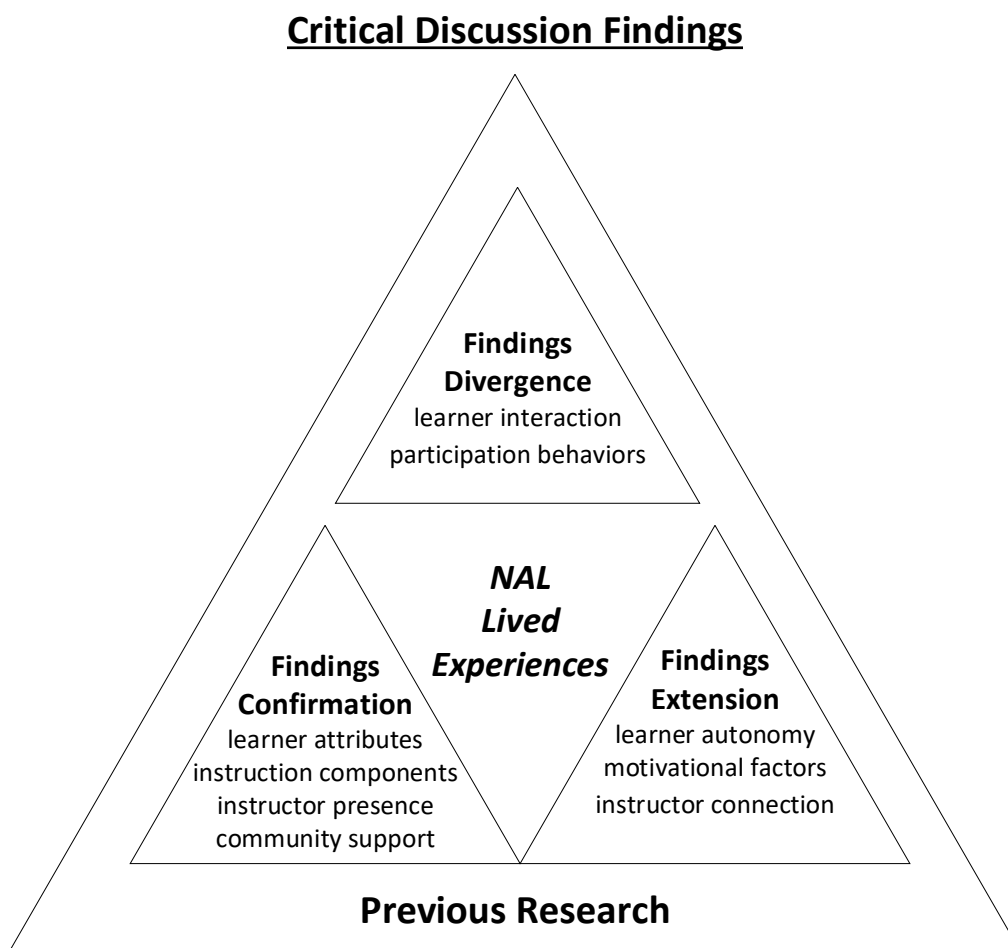 Critical Discussion Findings
Findings
Divergence
learner interaction
participation behaviors
NAL
Lived
Experiences
Findings
Confirmation
learner attributes
instruction components
instructor presence
community support
Findings
Extension
learner autonomy
motivational factors
instructor connection
Previous Research